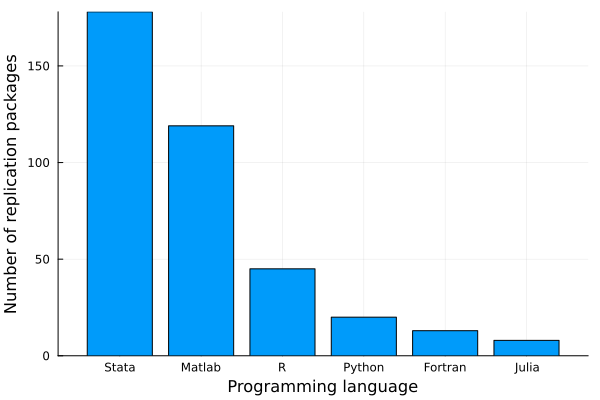 Number of replication packages
150
100
50
0
Stata Matlab R Python Fortran Julia
Programming language